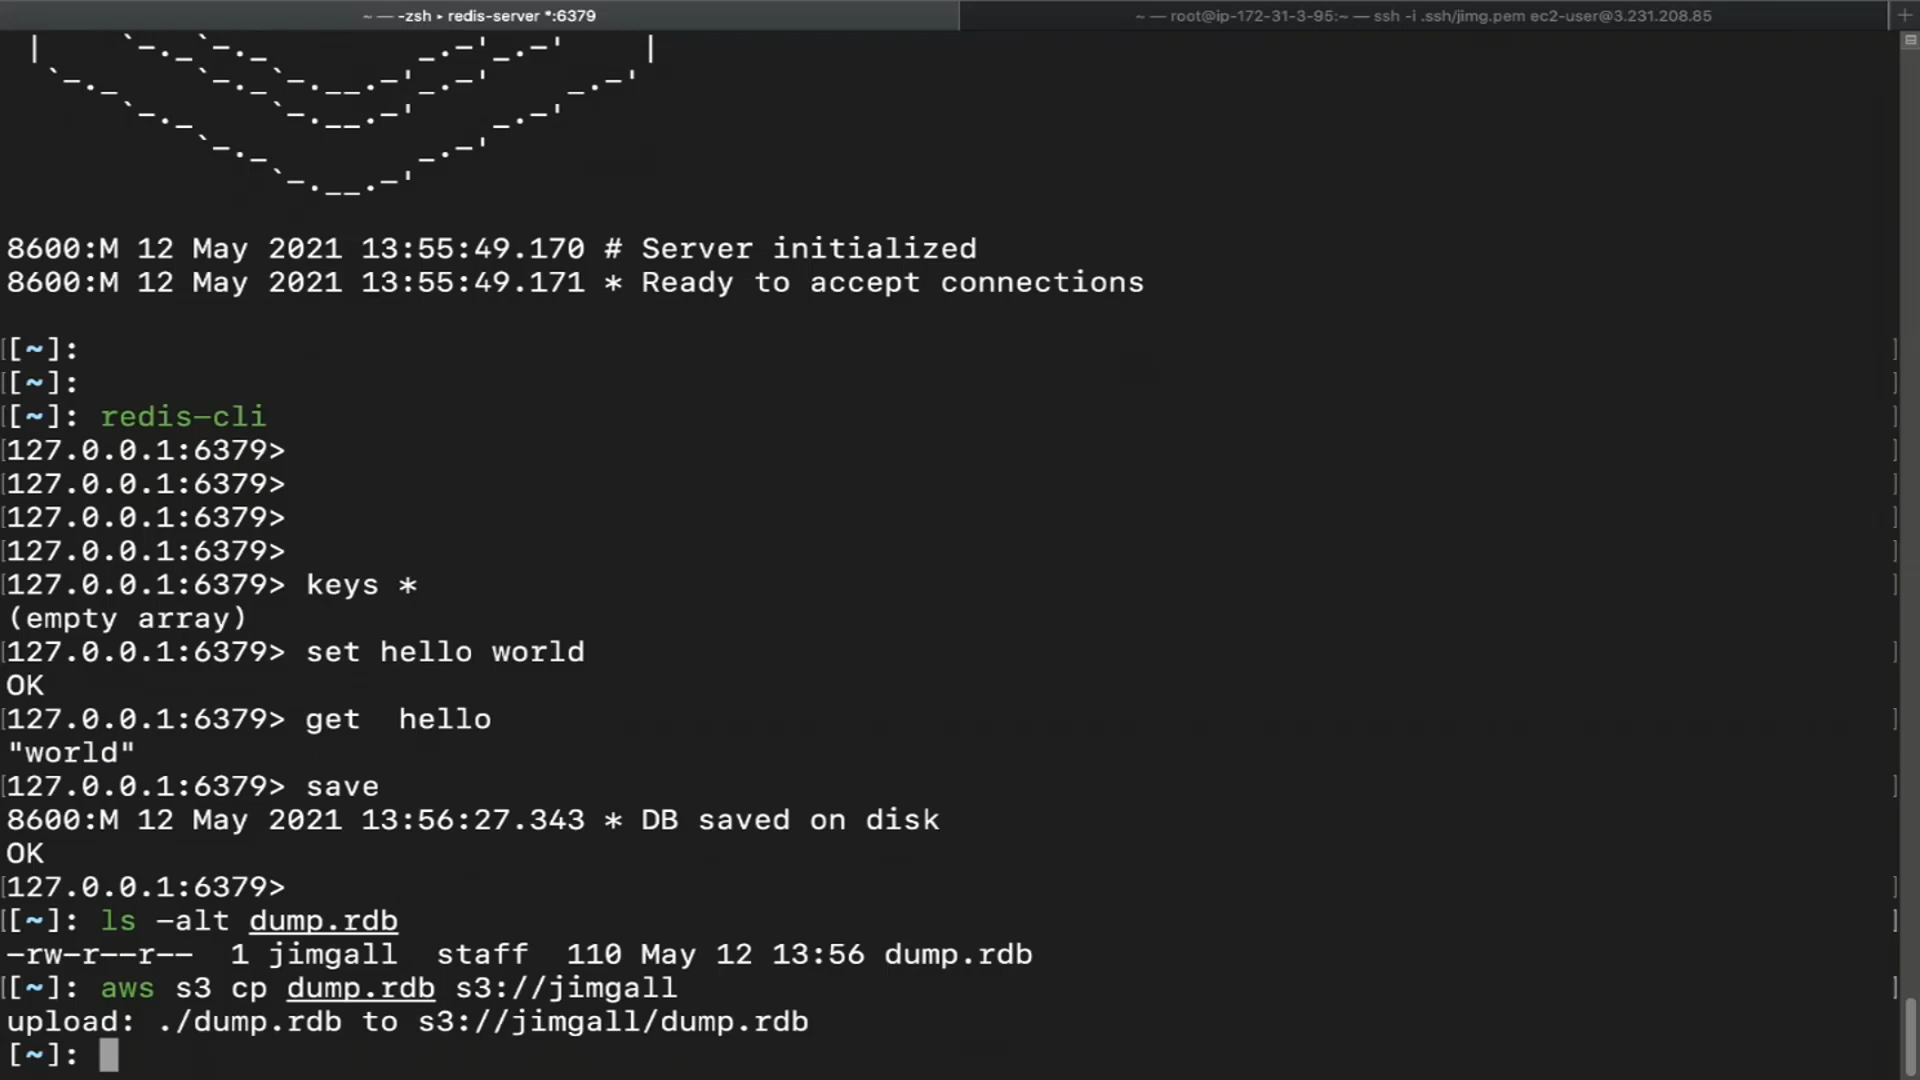 ~ — -zsh ▸ redis-server *:6379
~ — root@ip-172-31-3-95:~ — ssh -i .ssh/jimg.pem ec2-user@3.231.208.85
 |    `-._`-._        _.-'_.-'    |
  `-._    `-._`-.__.-'_.-'    _.-'
      `-._    `-.__.-'    _.-'
          `-._        _.-'
              `-.__.-'
8600:M 12 May 2021 13:55:49.170 # Server initialized
8600:M 12 May 2021 13:55:49.171 * Ready to accept connections
[~]:
[~]:
[~]: redis-cli
127.0.0.1:6379>
127.0.0.1:6379>
127.0.0.1:6379>
127.0.0.1:6379>
127.0.0.1:6379> keys *
(empty array)
127.0.0.1:6379> set hello world
OK
127.0.0.1:6379> get  hello
"world"
127.0.0.1:6379> save
8600:M 12 May 2021 13:56:27.343 * DB saved on disk
OK
127.0.0.1:6379>
[~]: ls -alt dump.rdb
-rw-r--r--  1 jimgall  staff  110 May 12 13:56 dump.rdb
[~]: aws s3 cp dump.rdb s3://jimgall
upload: ./dump.rdb to s3://jimgall/dump.rdb
[~]: